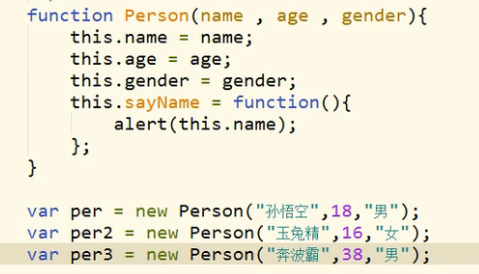 function Person(name , age , gender){
    this.name = name;
    this.age = age;
    this.gender = gender;
    this.sayName = function(){
        alert(this.name);
    };
}
var per = new Person("孙悟空",18,"男");
var per2 = new Person("玉兔精",16,"女");
var per3 = new Person("奔波霸",38,"男");